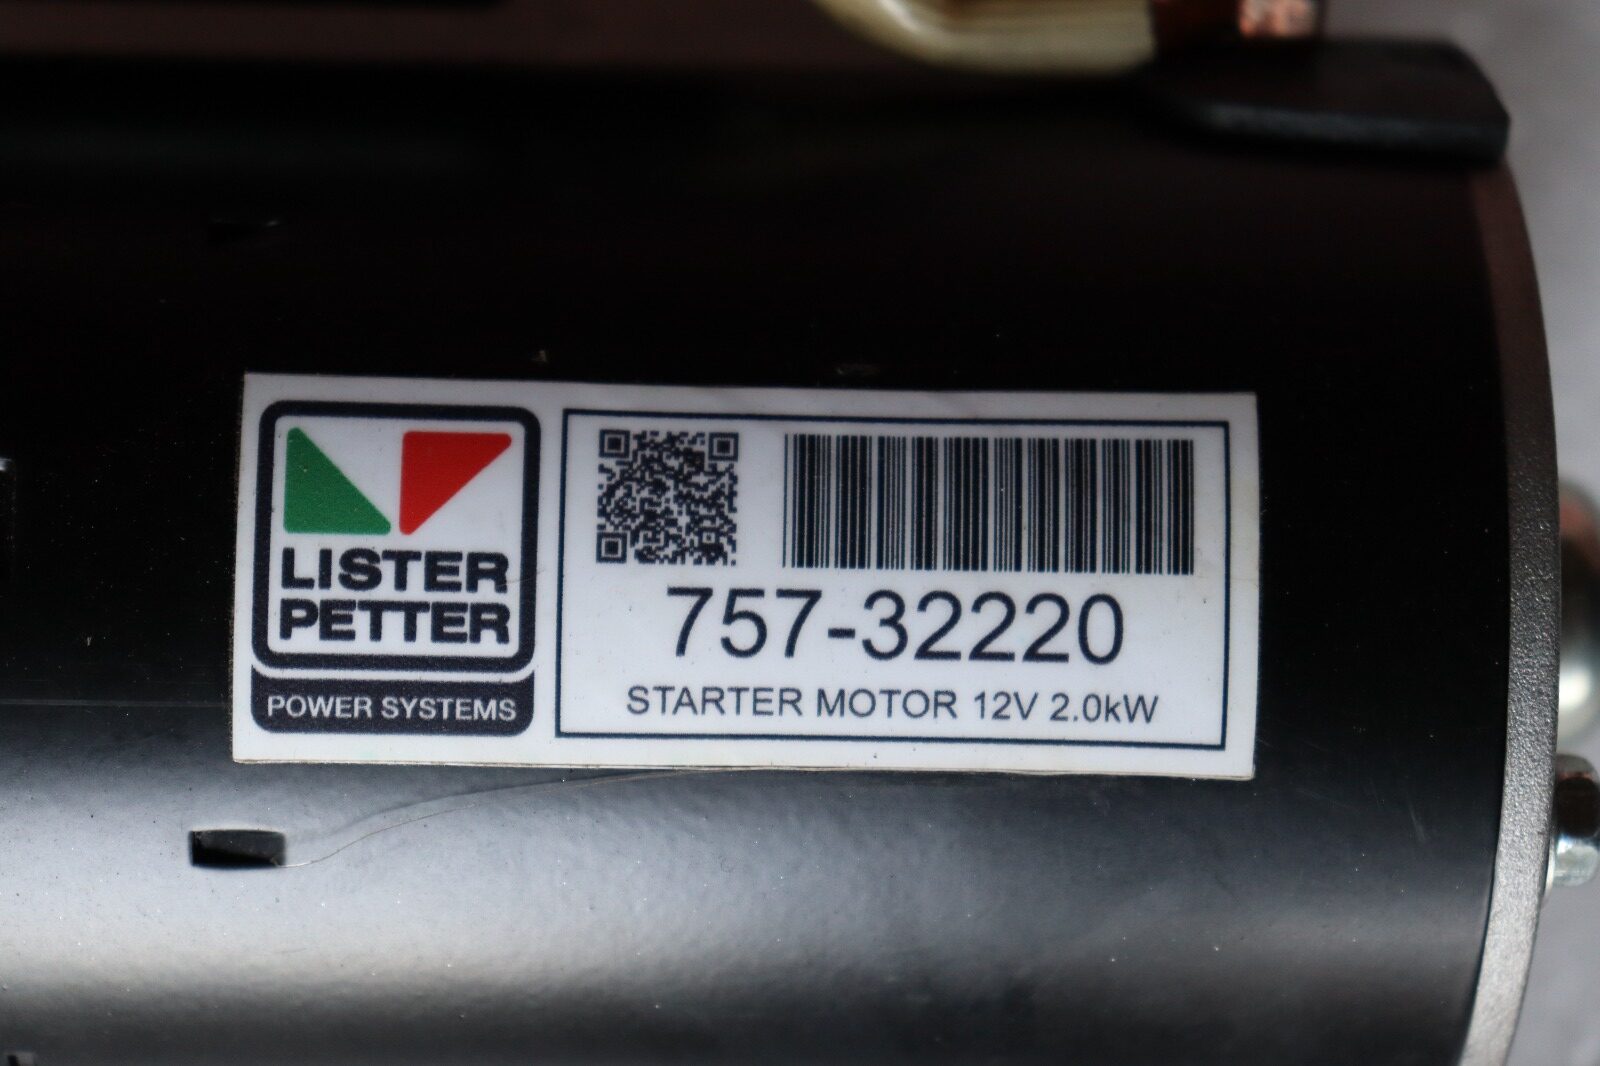 LISTER
PETTER
POWER SYSTEMS
757-32220
STARTER MOTOR 12V 2.0kW